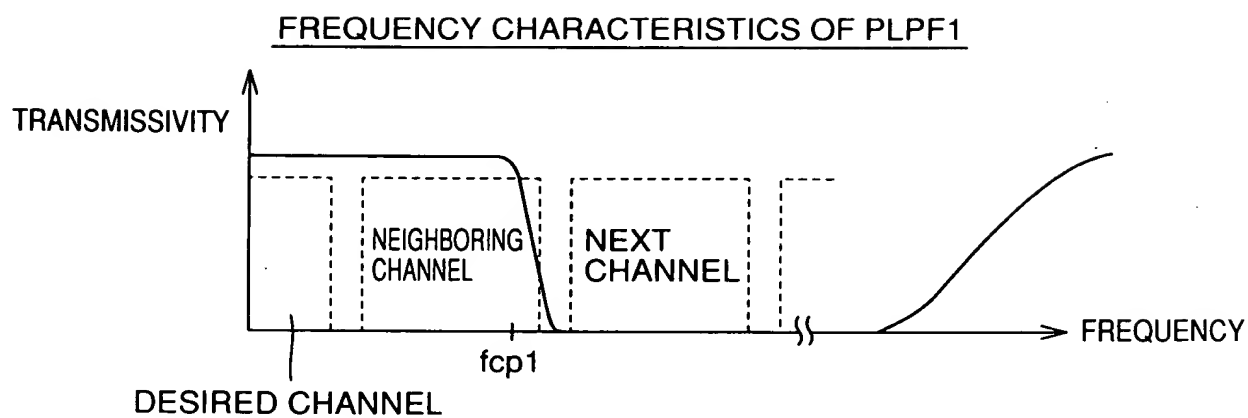 FREQUENCY CHARACTERISTICS OF PLPF1
TRANSMISSIVITY
NEIGHBORING
CHANNEL
NEXT
CHANNEL
FREQUENCY
fcp1
DESIRED CHANNEL